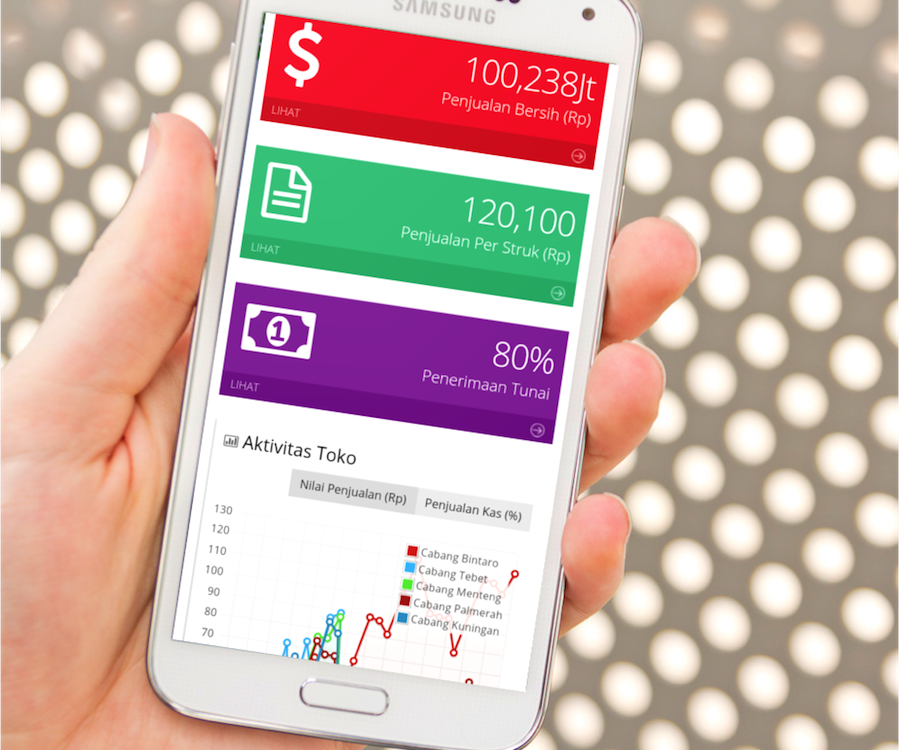 SAMSUNG
100,238Jt
Penjualan Bersih (Rp)
LIHAT
120,100
Penjualan Per Struk (Rp)
LIHAT
1
80%
Penerimaan Tunai
LIHAT
Aktivitas Toko
Nilai Penjualan (Rp)
Penjualan Kas (%)
130
120
110
100
90
80
70
Cabang Bintaro
Cabang Tebet
Cabang Menteng
Cabang Palmerah
Cabang Kuningan